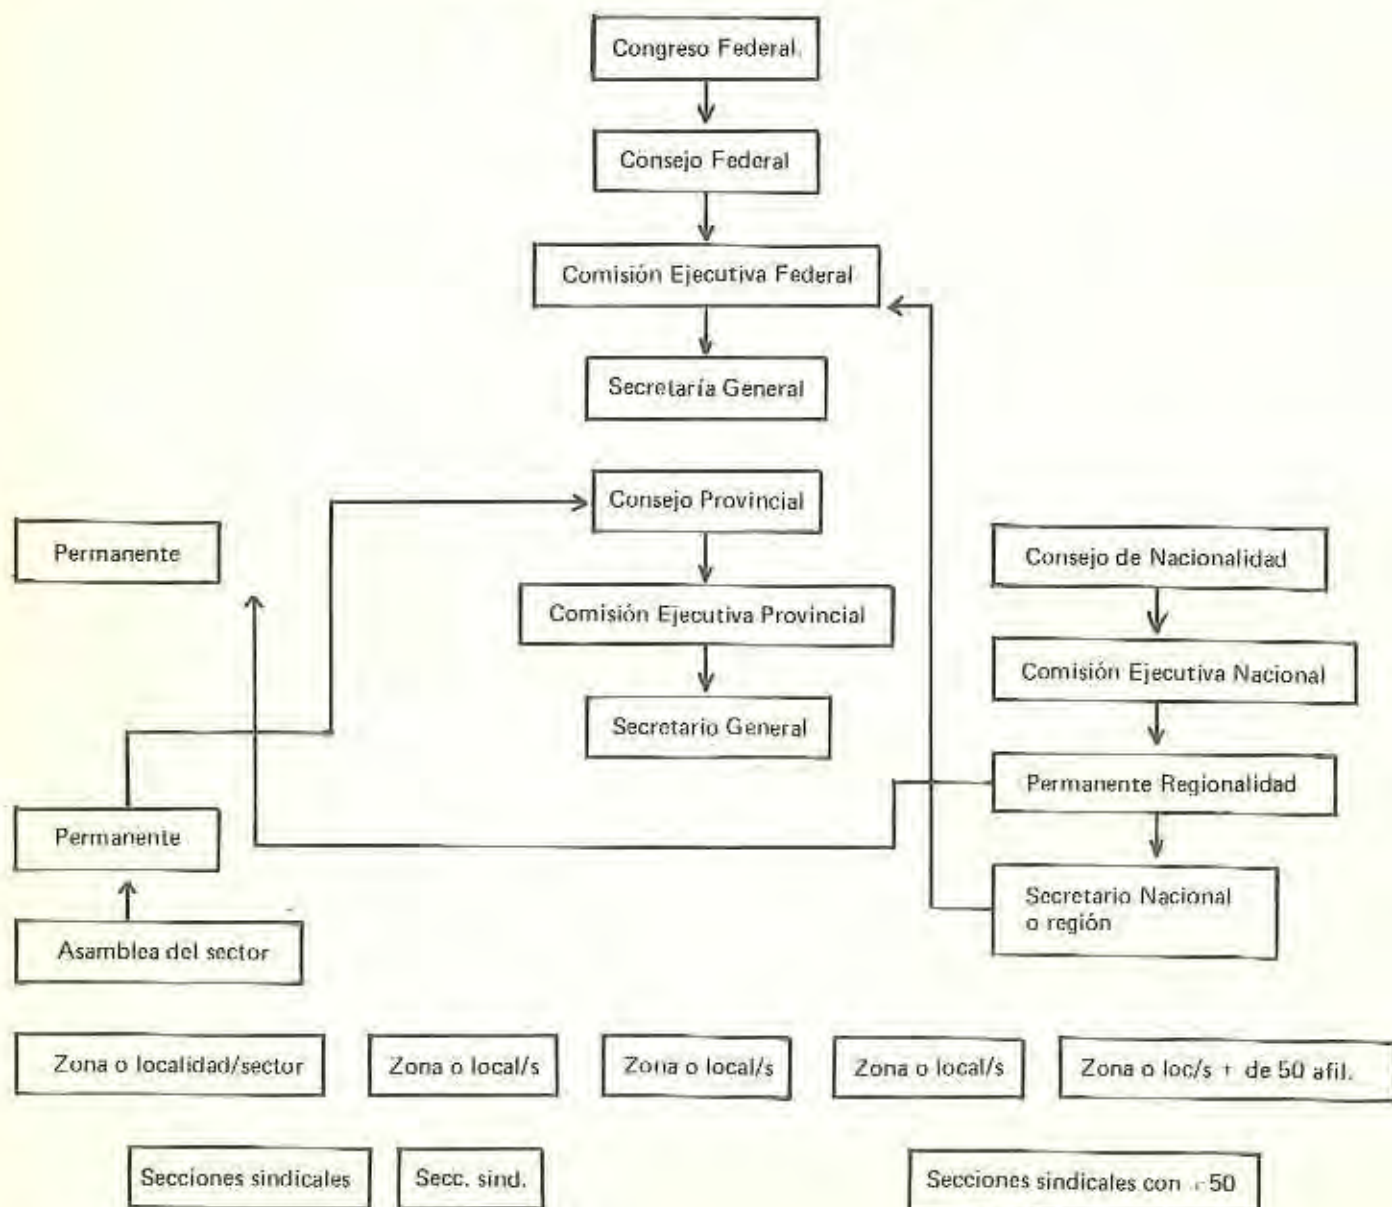 Congreso Federal.
Consejo Federal
Comisión Ejecutiva Federal
Secretaría General
Consejo Provincial
Permanente
Consejo de Nacionalidad
Comisión Ejecutiva Provincial
Comisión Ejecutiva Nacional
Secretario General
Permanente Regionalidad
Permanente
Secretario Nacional
o región
Asamblea del sector
Zona o localidad/sector
Zona o local/s
Zona o local/s
Zona o local/s
Zona o loc/s + de 50 afil.
Secciones sindicales
Secc. sind.
Secciones sindicales con 50